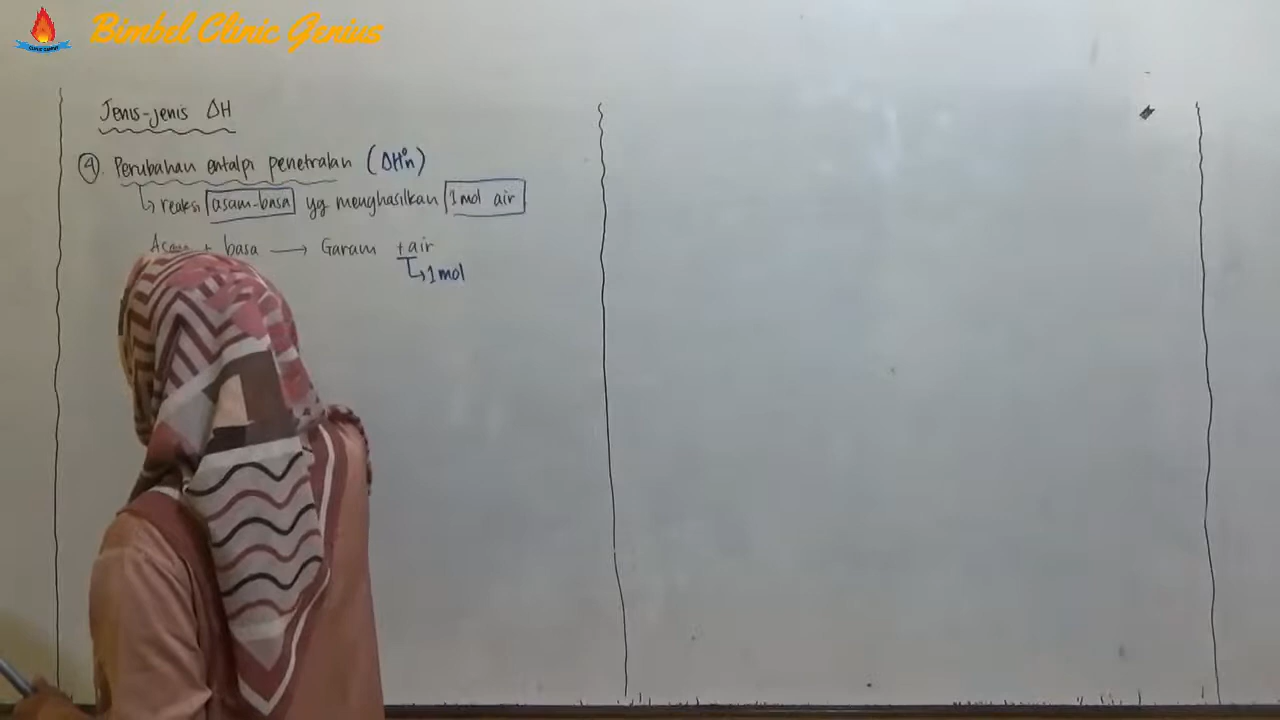 Bimbel Clinic Genius
Jenis-jenis ΔH
④. Perubahan entalpi penetralan (ΔH°n)
↳ reaksi asam-basa yg menghasilkan 1 mol air
Asam + basa ⟶ Garam + air
↳ 1 mol